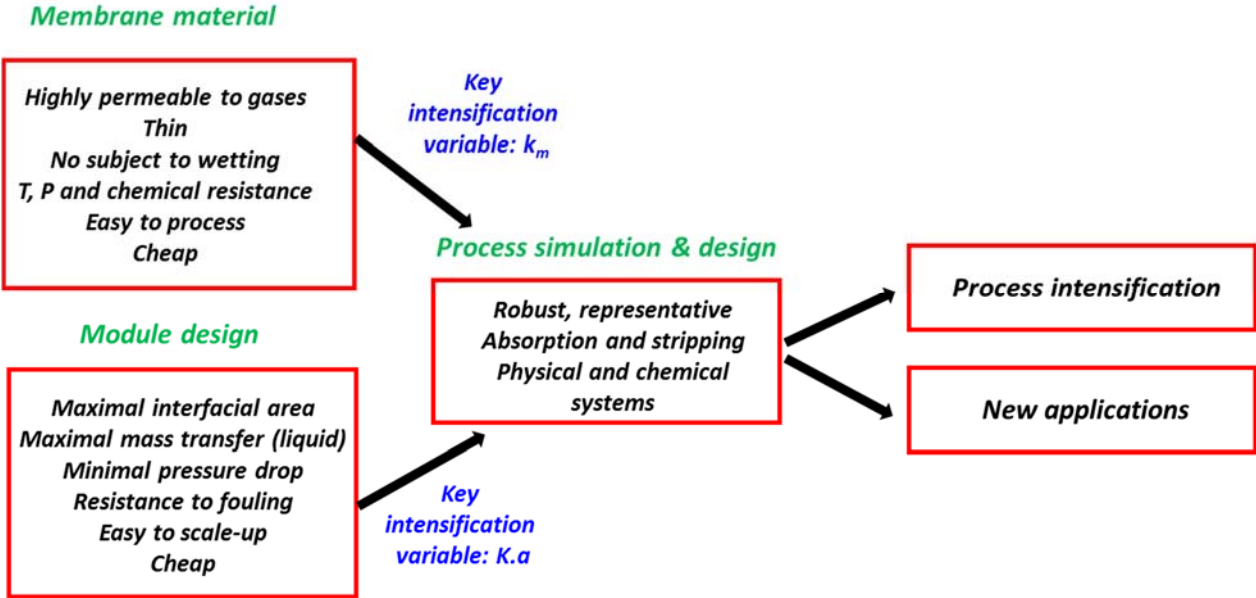 Membrane material
Highly permeable to gases
Thin
No subject to wetting
T, P and chemical resistance
Easy to process
Cheap
Key
intensification
variable: km
Module design
Maximal interfacial area
Maximal mass transfer (liquid)
Minimal pressure drop
Resistance to fouling
Easy to scale-up
Cheap
Key
intensification
variable: K.a
Process simulation & design
Robust, representative
Absorption and stripping
Physical and chemical
systems
Process intensification
New applications